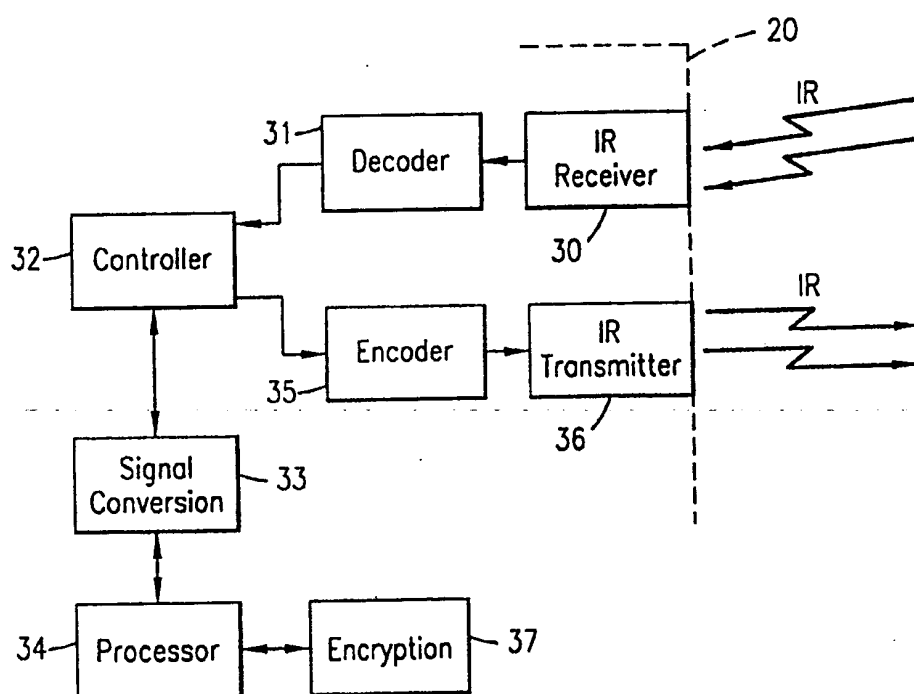 20
IR
31
Decoder
IR
Receiver
30
32
Controller
IR
Encoder
35
IR
Transmitter
36
Signal
Conversion
33
34
Processor
Encryption
37